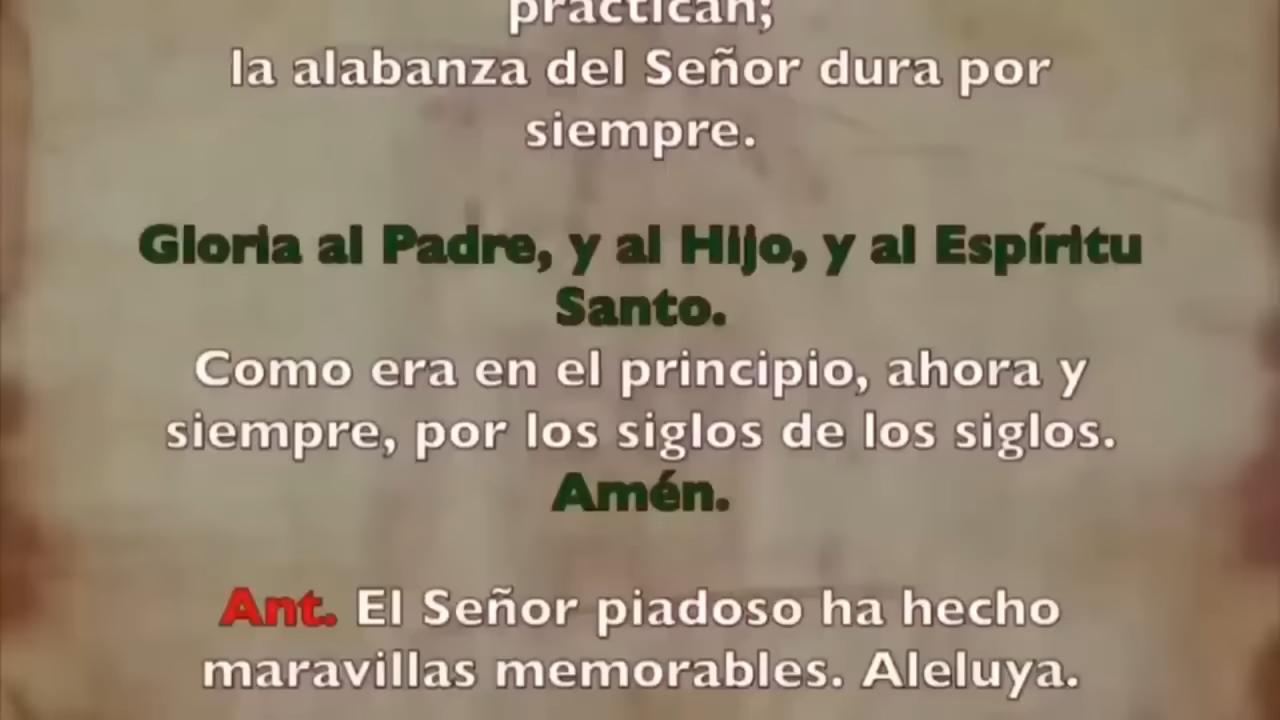 practican;
la alabanza del Señor dura por
siempre.
Gloria al Padre, y al Hijo, y al Espíritu
Santo.
Como era en el principio, ahora y
siempre, por los siglos de los siglos.
Amén.
Ant. El Señor piadoso ha hecho
maravillas memorables. Aleluya.